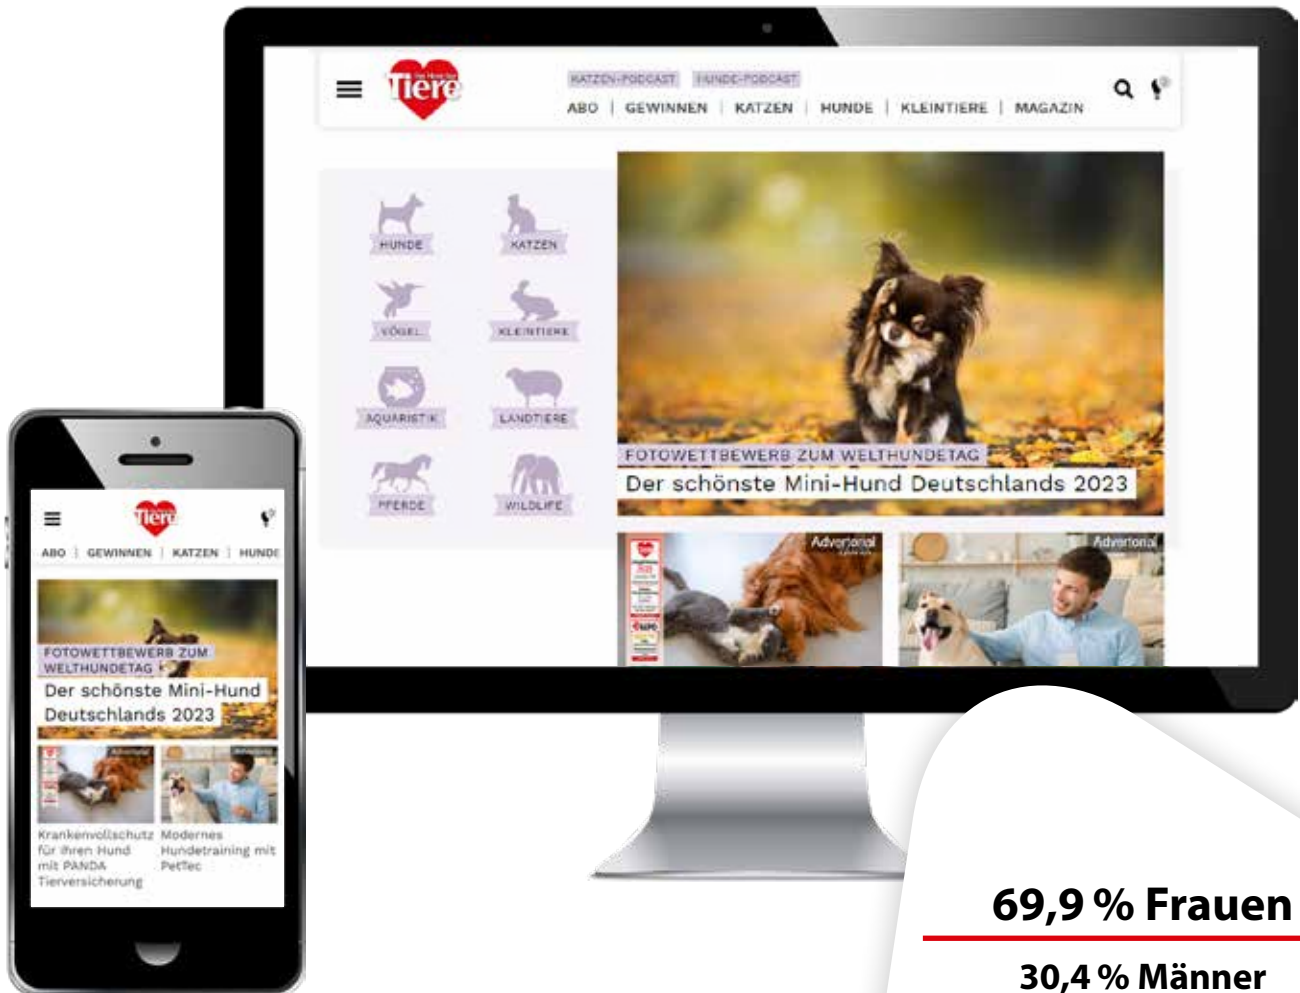 Tiere
KATZEN-PODCAST HUNDE-PODCAST
ABO | GEWINNEN | KATZEN | HUNDE | KLEINTIERE | MAGAZIN
HUNDE KATZEN
VÖGEL KLEINTIERE
AQUARISTIK LANDTIERE
PFERDE WILDLIFE
FOTOWETTBEWERB ZUM WELTHUNDETAG
Der schönste Mini-Hund Deutschlands 2023
Advertorial Advertorial
Tiere
ABO | GEWINNEN | KATZEN | HUNDE
FOTOWETTBEWERB ZUM
WELTHUNDETAG
Der schönste Mini-Hund
Deutschlands 2023
Advertorial Advertorial
Krankenvollschutz Modernes
für Ihren Hund Hundetraining mit
mit PANDA PetTec
Tierversicherung
69,9 % Frauen
30,4 % Männer